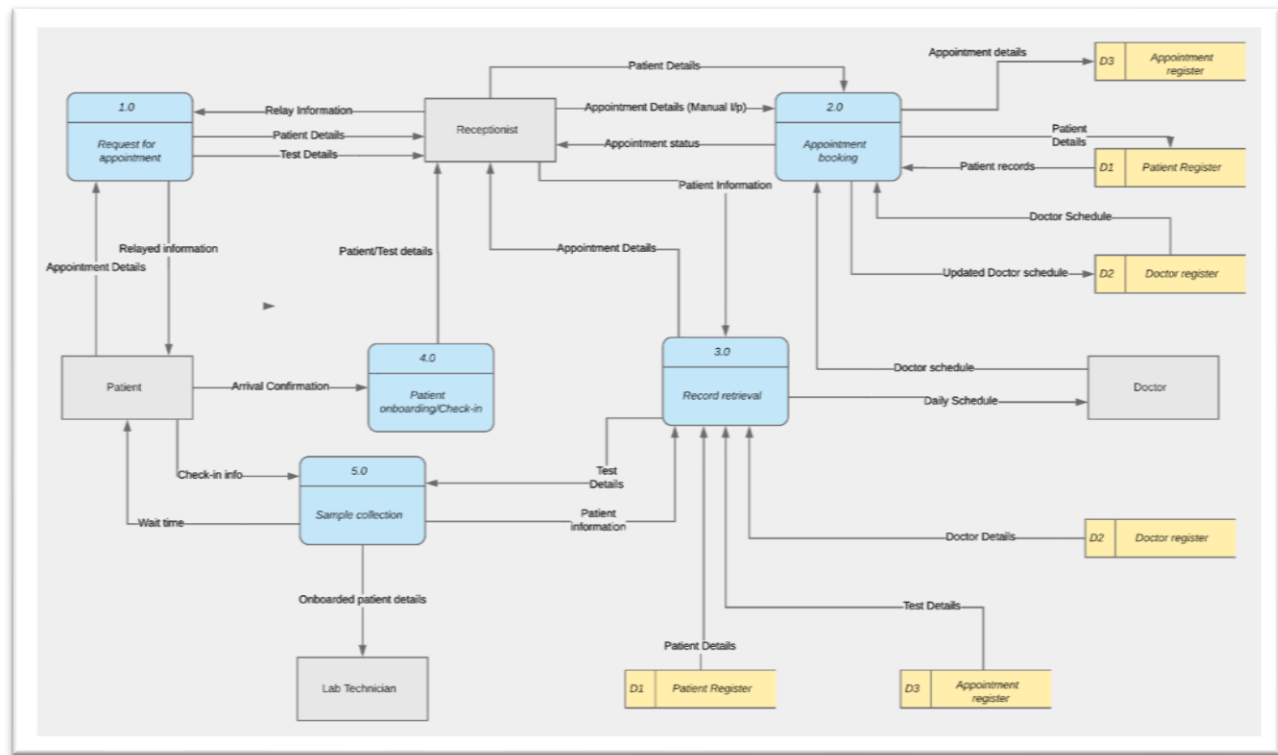 Appointment details
D3
Appointment
register
Patient Details
1.0
Request for
appointment
Relay Information
Patient Details
Test Details
Receptionist
Appointment Details (Manual I/p)
Appointment status
2.0
Appointment
booking
Patient
Details
Patient records
D1
Patient Register
Patient Information
Doctor Schedule
Relayed information
Appointment Details
Patient/Test details
Appointment Details
Updated Doctor schedule
D2
Doctor register
Patient
Arrival Confirmation
4.0
Patient
onboarding/Check-in
3.0
Record retrieval
Doctor schedule
Daily Schedule
Doctor
Check-in info
5.0
Sample collection
Test
Details
Wait time
Patient
information
Doctor Details
D2
Doctor register
Onboarded patient details
Test Details
Patient Details
Lab Technician
D1
Patient Register
D3
Appointment
register